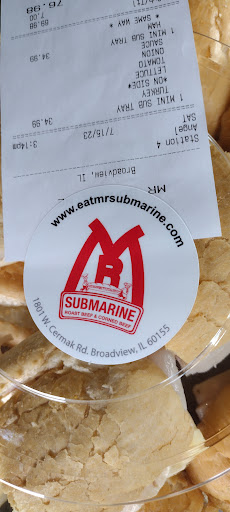 MR
Broadview, IL
Station 4
Angel 7/15/23 3:14pm
SAT
1 MINI SUB TRAY 34.99
TURKEY
*ON SIDE*
LETTUCE
TOMATO
ONION
SAUCE
1 MINI SUB TRAY 34.99
HAM
* SAME WAY *
69.98
7.00
76.98
www.eatmrsubmarine.com
MR
SUBMARINE
ROAST BEEF & CORNED BEEF
1801 W. Cermak Rd. Broadview, IL 60155